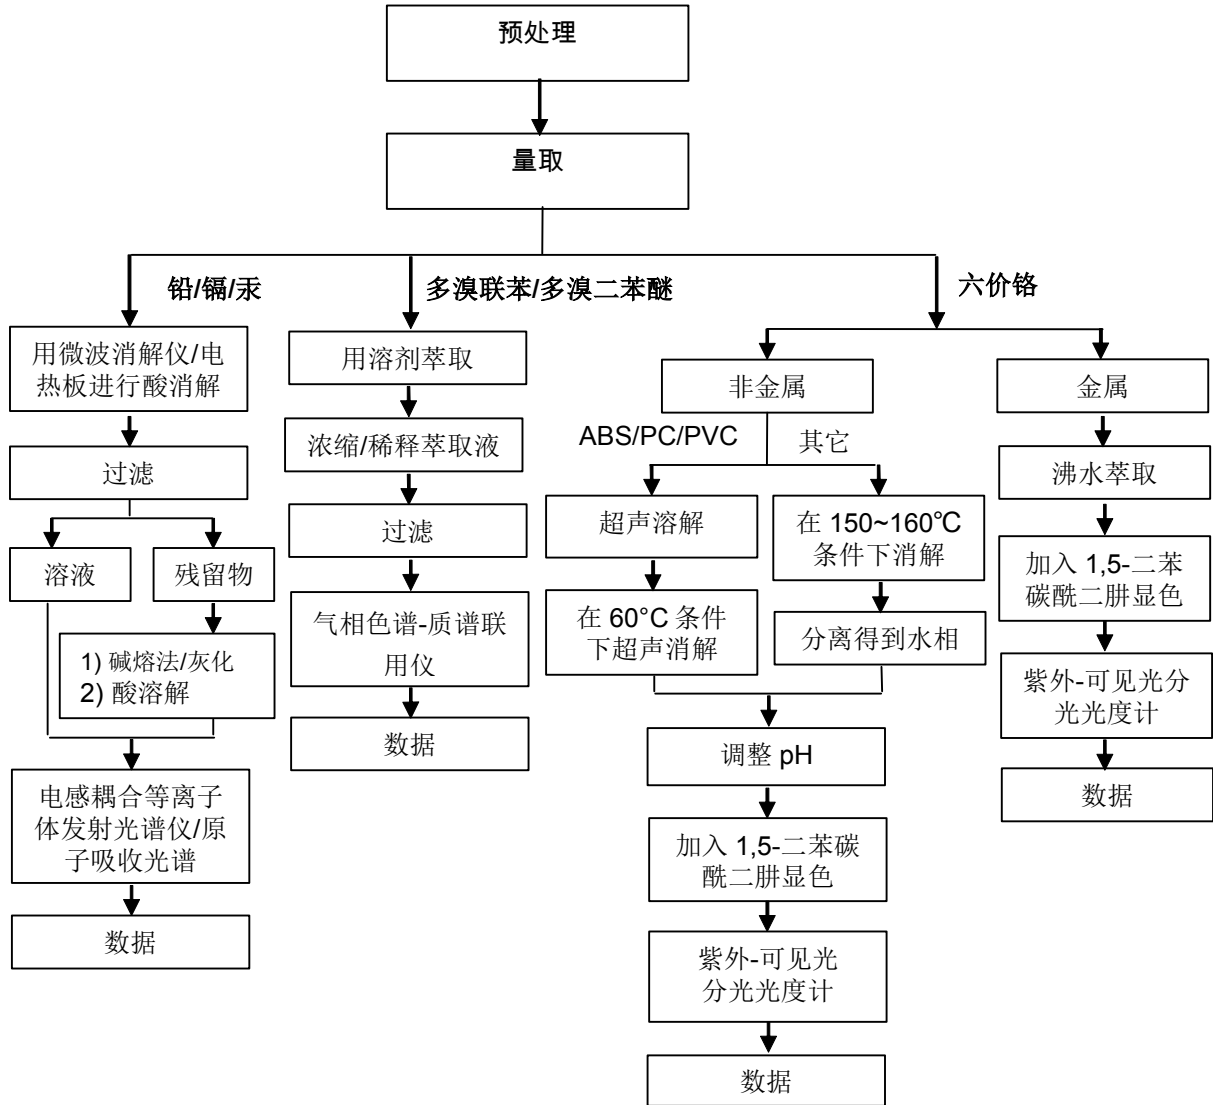 预处理
量取
铅/镉/汞
多溴联苯/多溴二苯醚
六价铬
用微波消解仪/电
热板进行酸消解
过滤
溶液
残留物
1) 碱熔法/灰化
2) 酸溶解
电感耦合等离子
体发射光谱仪/原
子吸收光谱
数据
用溶剂萃取
浓缩/稀释萃取液
过滤
气相色谱-质谱联
用仪
数据
非金属
ABS/PC/PVC
其它
超声溶解
在 60°C 条件
下超声消解
在 150~160℃
条件下消解
分离得到水相
调整 pH
加入 1,5-二苯碳
酰二肼显色
紫外-可见光
分光光度计
数据
金属
沸水萃取
加入 1,5-二苯
碳酰二肼显色
紫外-可见光分
光光度计
数据